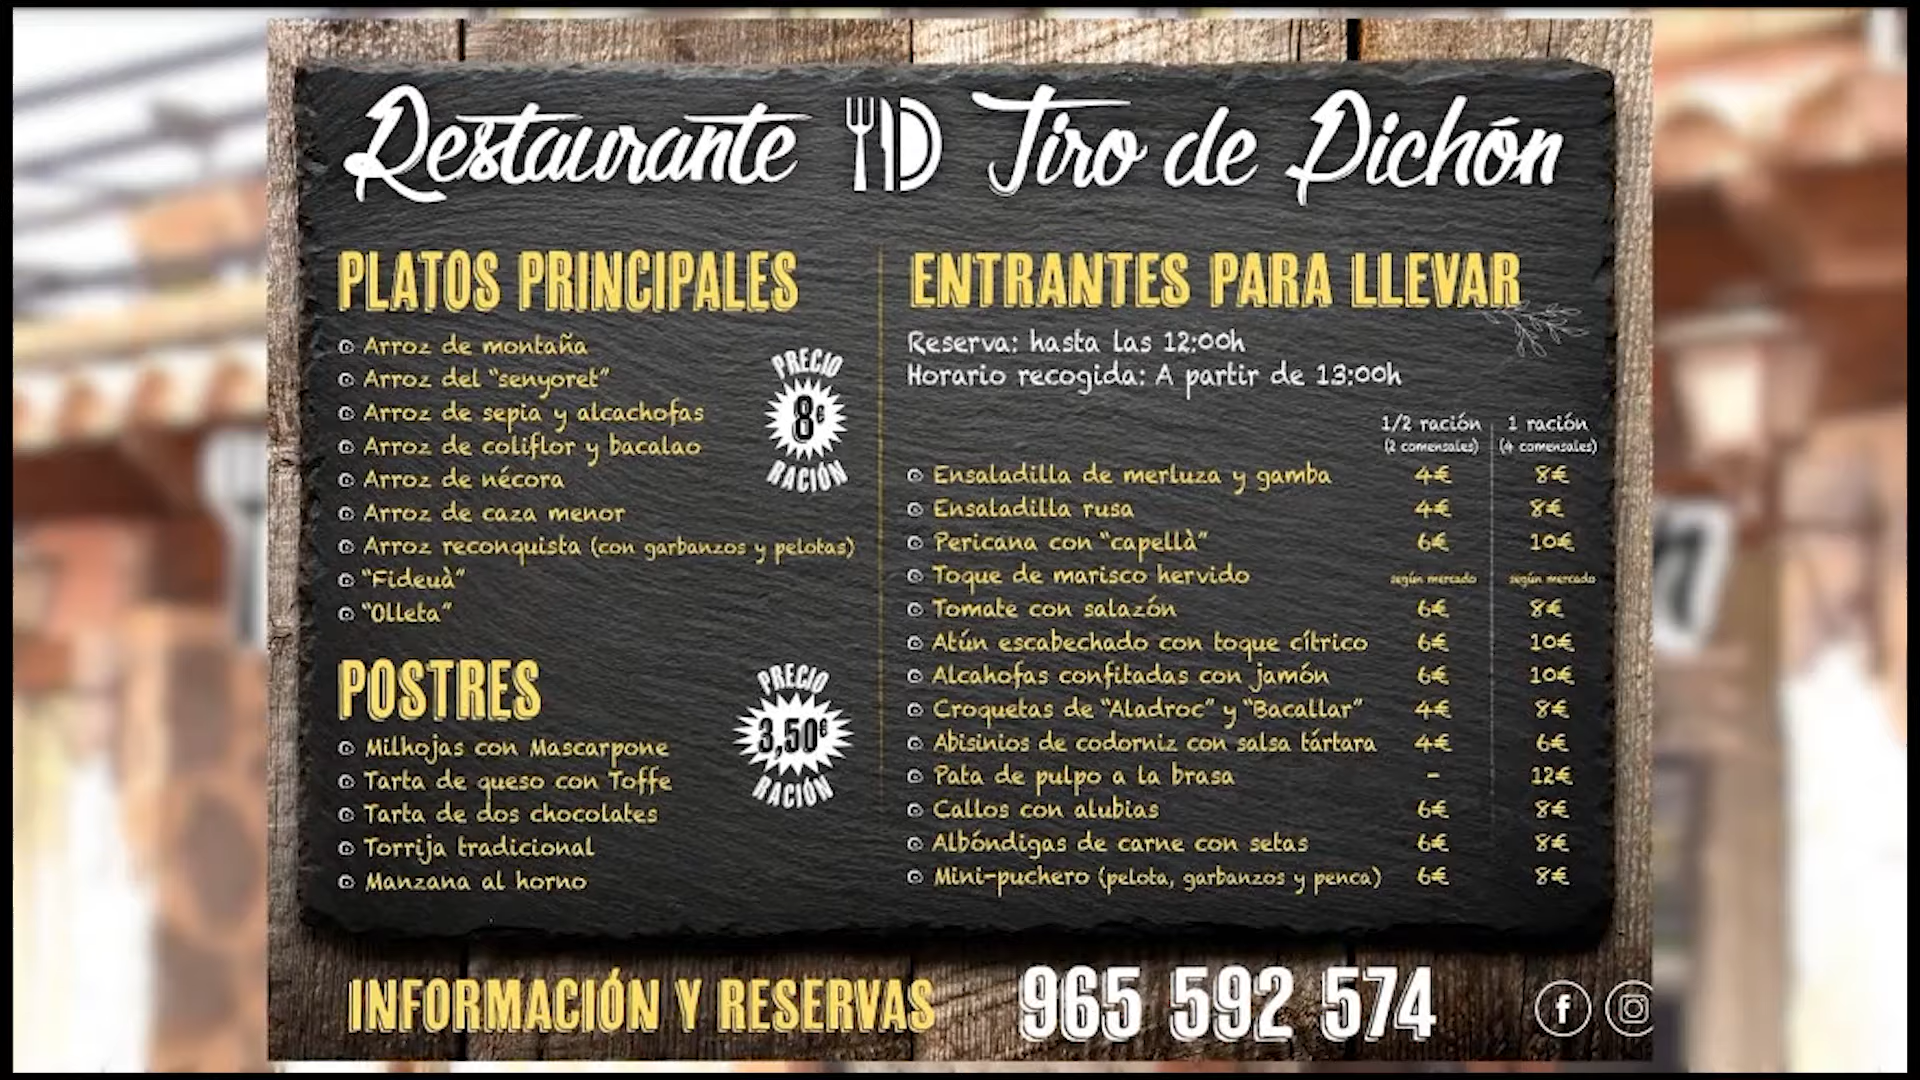 Restaurante Tiro de Pichón
PLATOS PRINCIPALES
Arroz de montaña
Arroz del "senyoret"
Arroz de sepia y alcachofas
Arroz de coliflor y bacalao
Arroz de nécora
Arroz de caza menor
Arroz reconquista (con garbanzos y pelotas)
"Fideuà"
"Olleta"
PRECIO
8€
RACIÓN
POSTRES
Milhojas con Mascarpone
Tarta de queso con Toffe
Tarta de dos chocolates
Torrija tradicional
Manzana al horno
PRECIO
3,50€
RACIÓN
ENTRANTES PARA LLEVAR
Reserva: hasta las 12:00h
Horario recogida: A partir de 13:00h
1/2 ración 1 ración
(2 comensales) (4 comensales)
Ensaladilla de merluza y gamba 4€ 8€
Ensaladilla rusa 4€ 8€
Pericana con "capellà" 6€ 10€
Toque de marisco hervido según mercado según mercado
Tomate con salazón 6€ 8€
Atún escabechado con toque cítrico 6€ 10€
Alcahofas confitadas con jamón 6€ 10€
Croquetas de "Aladroc" y "Bacallar" 4€ 8€
Abisinios de codorniz con salsa tártara 4€ 6€
Pata de pulpo a la brasa - 12€
Callos con alubias 6€ 8€
Albóndigas de carne con setas 6€ 8€
Mini-puchero (pelota, garbanzos y penca) 6€ 8€
INFORMACIÓN Y RESERVAS 965 592 574